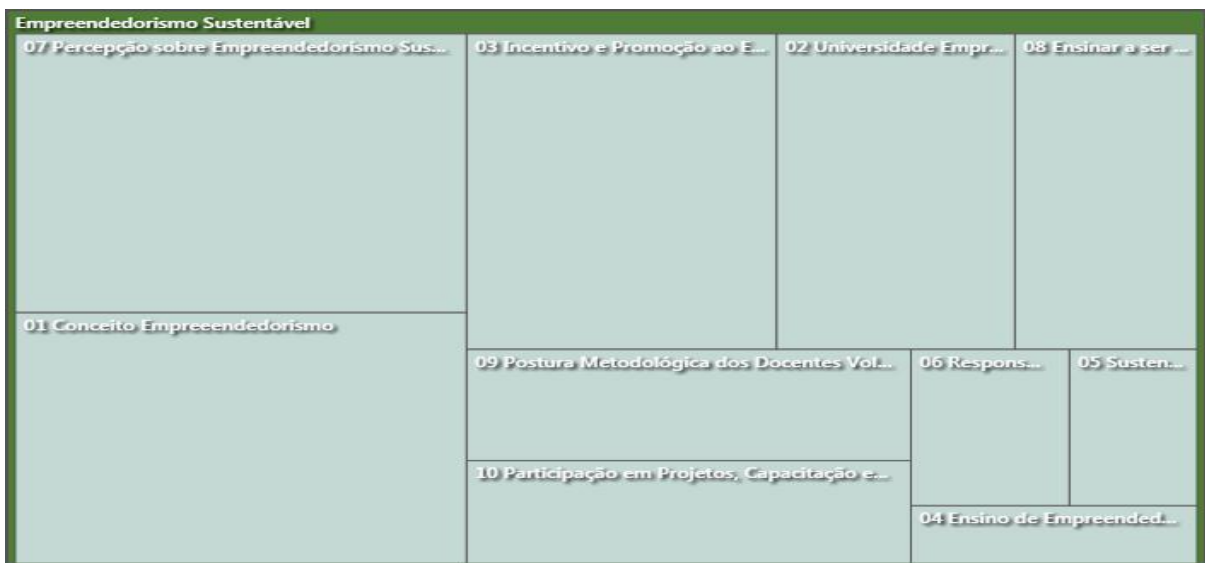 Empreendedorismo Sustentável
07 Percepção sobre Empreendedorismo Sus...
03 Incentivo e Promoção ao E...
02 Universidade Empr...
08 Ensinar a ser ...
01 Conceito Empreeendedorismo
09 Postura Metodológica dos Docentes Vol...
06 Respons...
05 Susten...
10 Participação em Projetos, Capacitação e...
04 Ensino de Empreended...